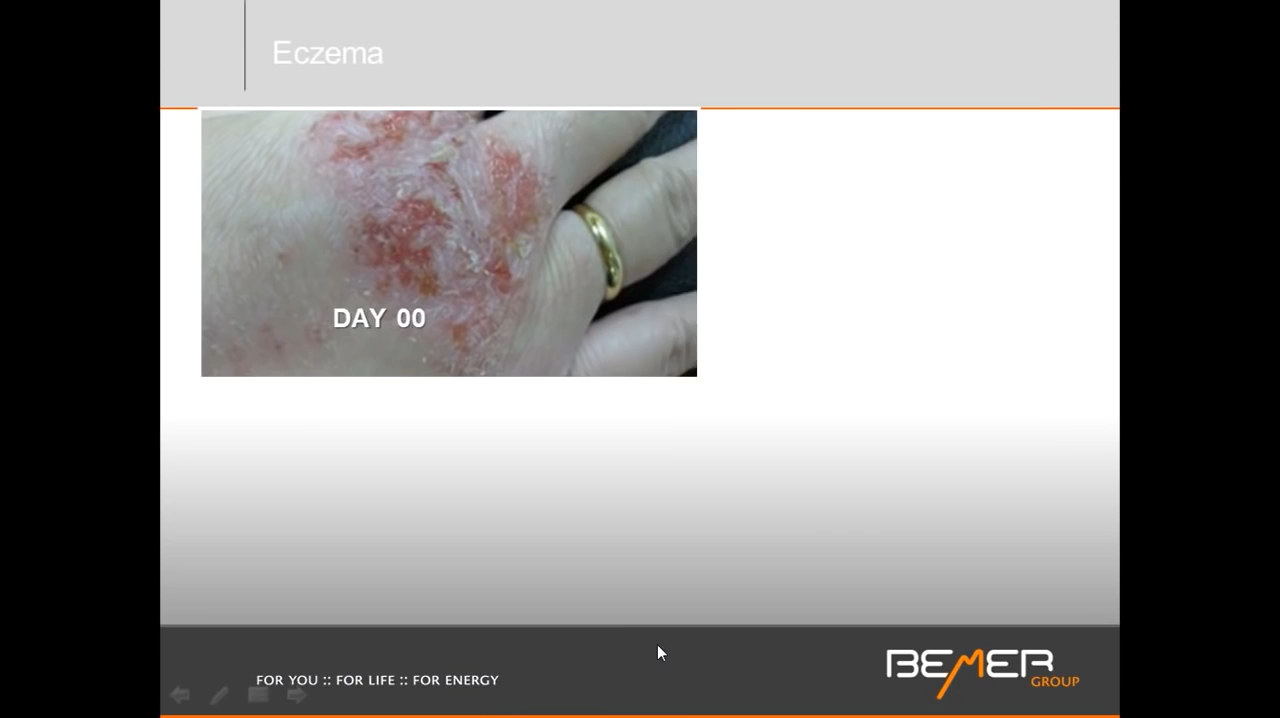 Eczema
DAY 00
FOR YOU :: FOR LIFE :: FOR ENERGY
BEMER
GROUP